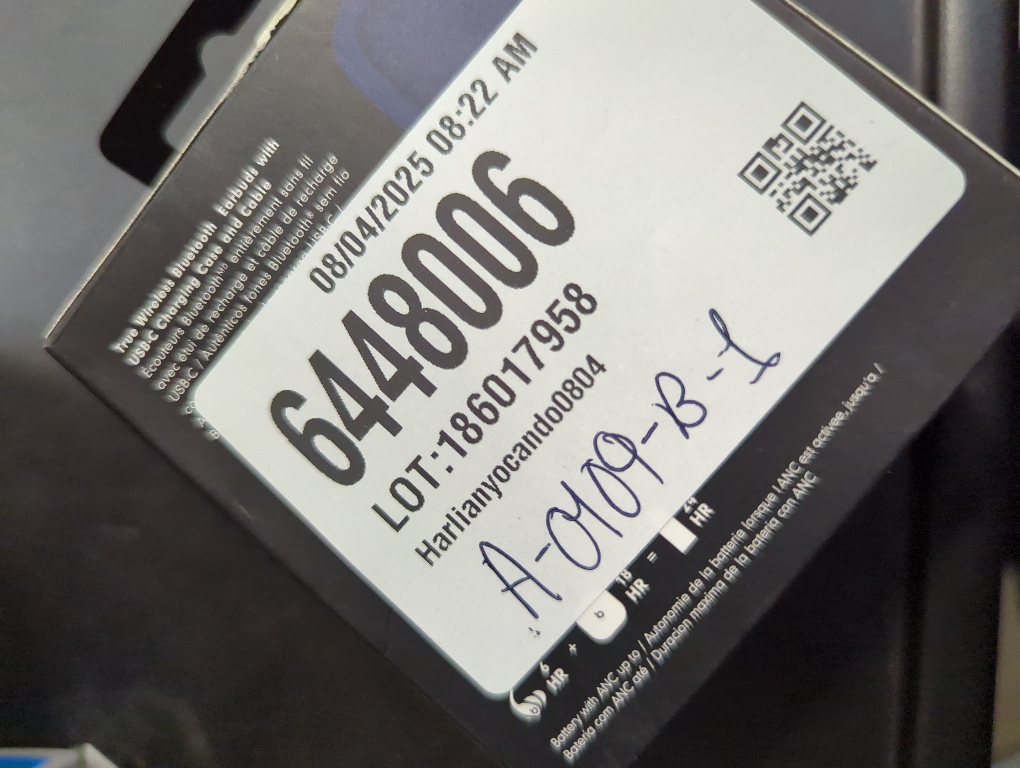 True Wireless Bluetooth® Earbuds with
USB-C Charging Case and Cable
Écouteurs Bluetooth entièrement sans fil
avec étui de recharge et câble de recharge
USB-C / Autênticos fones Bluetooth® sem fio
08/04/2025 08:22 AM
6448006
LOT:186017958
Harlianyocando0804
A-0109-B-1
6 HR + 18 HR = 24 HR
Battery with ANC up to / Autonomie de la batterie lorsque l'ANC est activée, jusqu'à /
Bateria com ANC até / Duración máxima de la batería con ANC